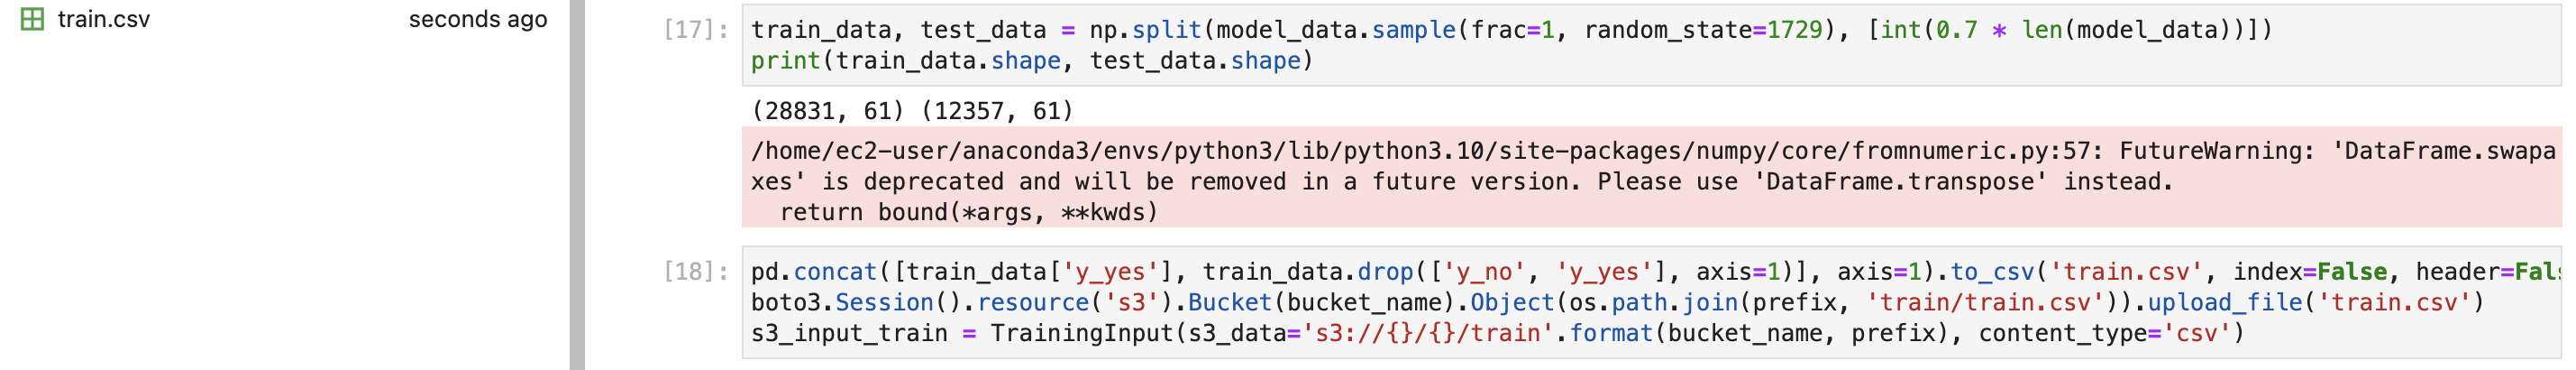 train.csv seconds ago
[17]: train_data, test_data = np.split(model_data.sample(frac=1, random_state=1729), [int(0.7 * len(model_data))])
print(train_data.shape, test_data.shape)
(28831, 61) (12357, 61)
/home/ec2-user/anaconda3/envs/python3/lib/python3.10/site-packages/numpy/core/fromnumeric.py:57: FutureWarning: 'DataFrame.swapa
xes' is deprecated and will be removed in a future version. Please use 'DataFrame.transpose' instead.
  return bound(*args, **kwds)
[18]: pd.concat([train_data['y_yes'], train_data.drop(['y_no', 'y_yes'], axis=1)], axis=1).to_csv('train.csv', index=False, header=Fals
boto3.Session().resource('s3').Bucket(bucket_name).Object(os.path.join(prefix, 'train/train.csv')).upload_file('train.csv')
s3_input_train = TrainingInput(s3_data='s3://{}/{}/train'.format(bucket_name, prefix), content_type='csv')